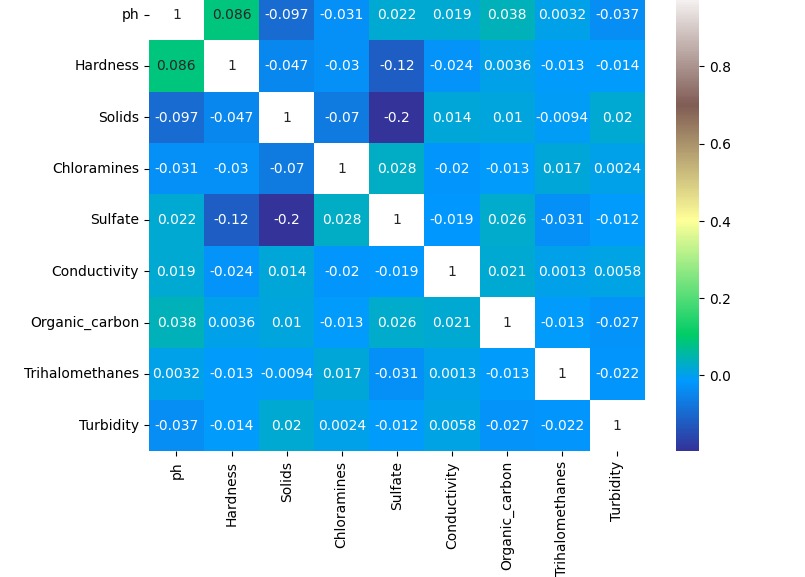 ph 1 0.086 -0.097 -0.031 0.022 0.019 0.038 0.0032 -0.037
Hardness 0.086 1 -0.047 -0.03 -0.12 -0.024 0.0036 -0.013 -0.014
Solids -0.097 -0.047 1 -0.07 -0.2 0.014 0.01 -0.0094 0.02
Chloramines -0.031 -0.03 -0.07 1 0.028 -0.02 -0.013 0.017 0.0024
Sulfate 0.022 -0.12 -0.2 0.028 1 -0.019 0.026 -0.031 -0.012
Conductivity 0.019 -0.024 0.014 -0.02 -0.019 1 0.021 0.0013 0.0058
Organic_carbon 0.038 0.0036 0.01 -0.013 0.026 0.021 1 -0.013 -0.027
Trihalomethanes 0.0032 -0.013 -0.0094 0.017 -0.031 0.0013 -0.013 1 -0.022
Turbidity -0.037 -0.014 0.02 0.0024 -0.012 0.0058 -0.027 -0.022 1
ph
Hardness
Solids
Chloramines
Sulfate
Conductivity
Organic_carbon
Trihalomethanes
Turbidity
0.8
0.6
0.4
0.2
0.0